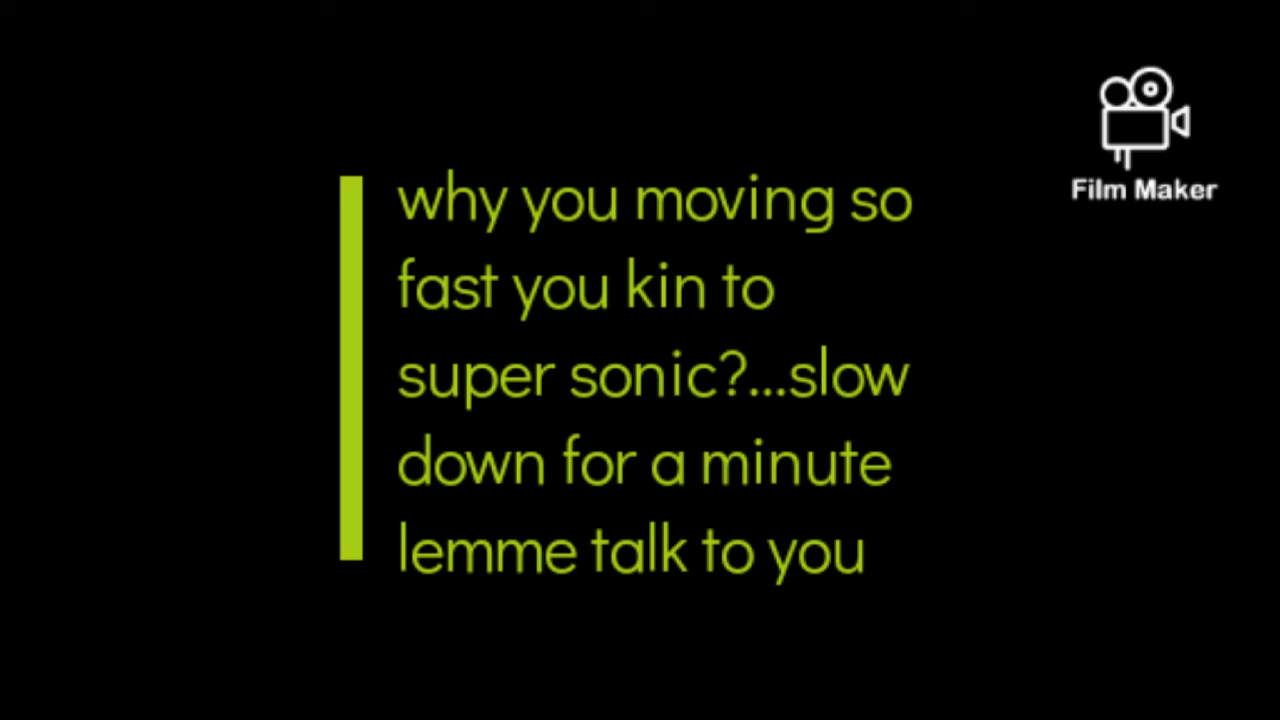 Film Maker
why you moving so
fast you kin to
super sonic?...slow
down for a minute
lemme talk to you